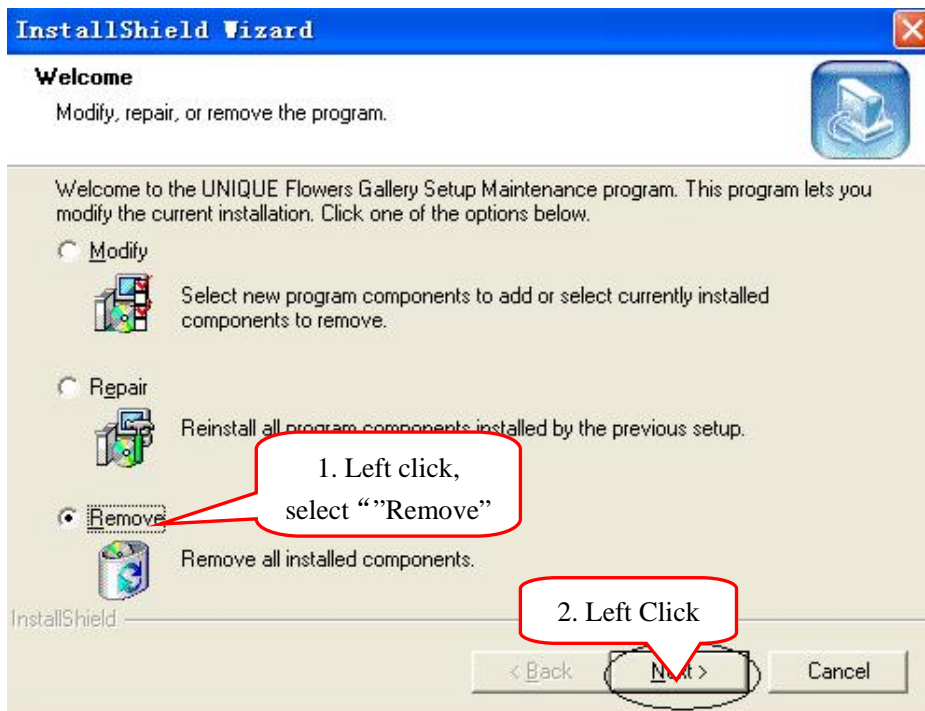 InstallShield Wizard
Welcome
Modify, repair, or remove the program.
Welcome to the UNIQUE Flowers Gallery Setup Maintenance program. This program lets you
modify the current installation. Click one of the options below.
Modify
Select new program components to add or select currently installed
components to remove.
Repair
Reinstall all program components installed by the previous setup.
1. Left click,
select “”Remove”
Remove
Remove all installed components.
InstallShield
2. Left Click
< Back
Next >
Cancel